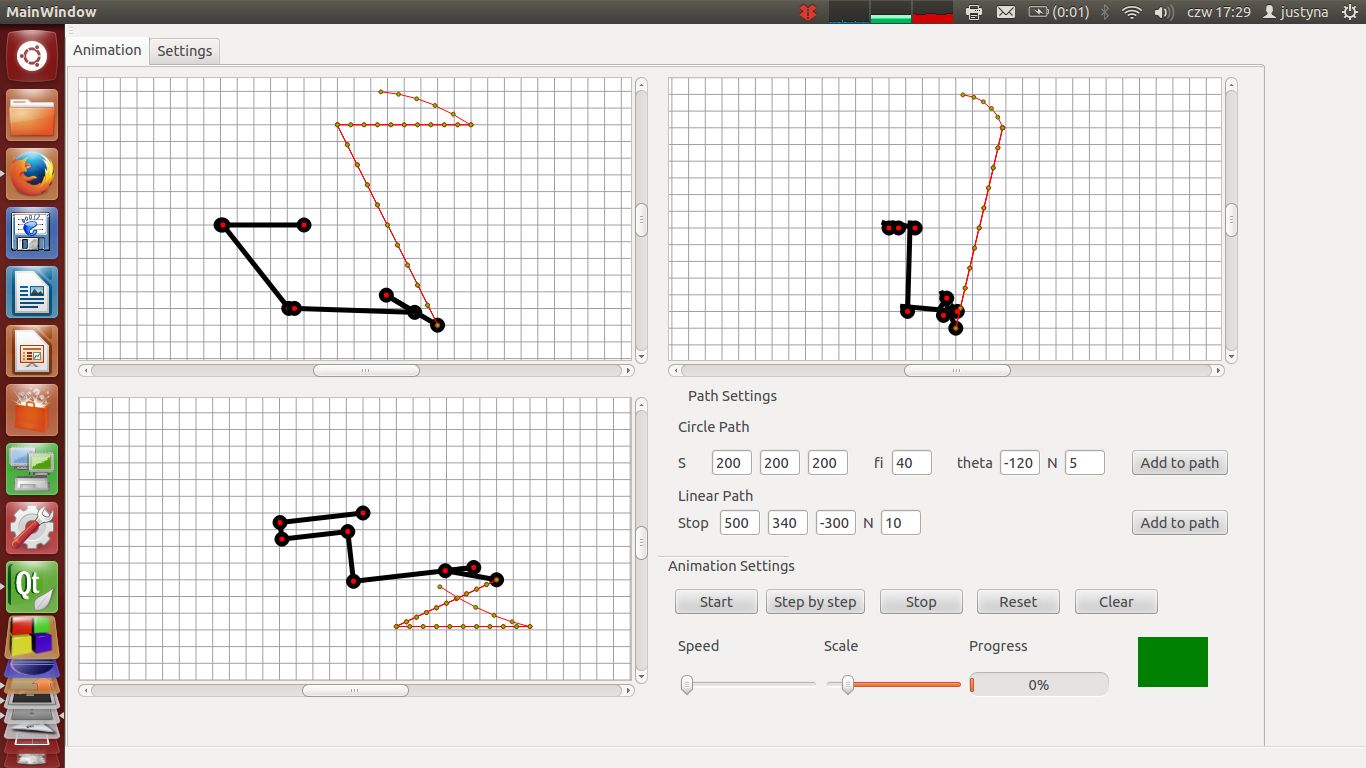 MainWindow (0:01) czw 17:29 justyna
Animation Settings
Path Settings
Circle Path
S 200 200 200 fi 40 theta -120 N 5 Add to path
Linear Path
Stop 500 340 -300 N 10 Add to path
Animation Settings
Start Step by step Stop Reset Clear
Speed Scale Progress
0%
Qt